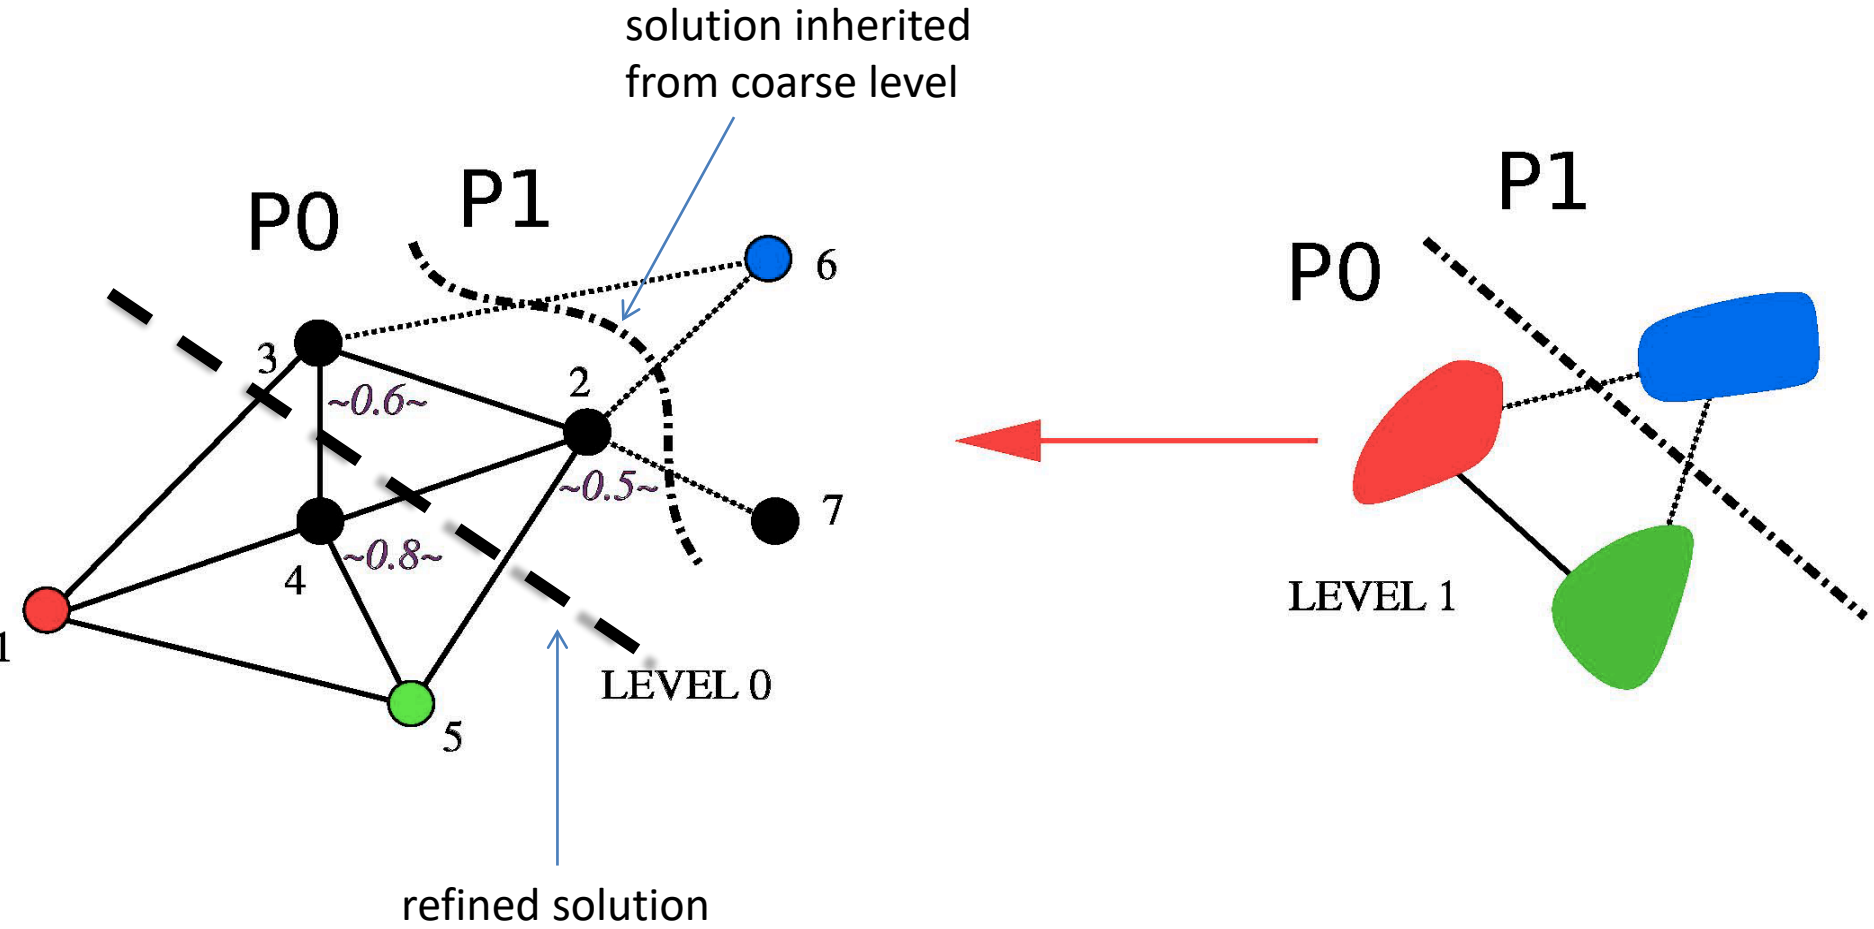 solution inherited
from coarse level
P0
P1
6
3
~0.6~
2
~0.5~
7
4
~0.8~
1
5
LEVEL 0
refined solution
P1
P0
LEVEL 1